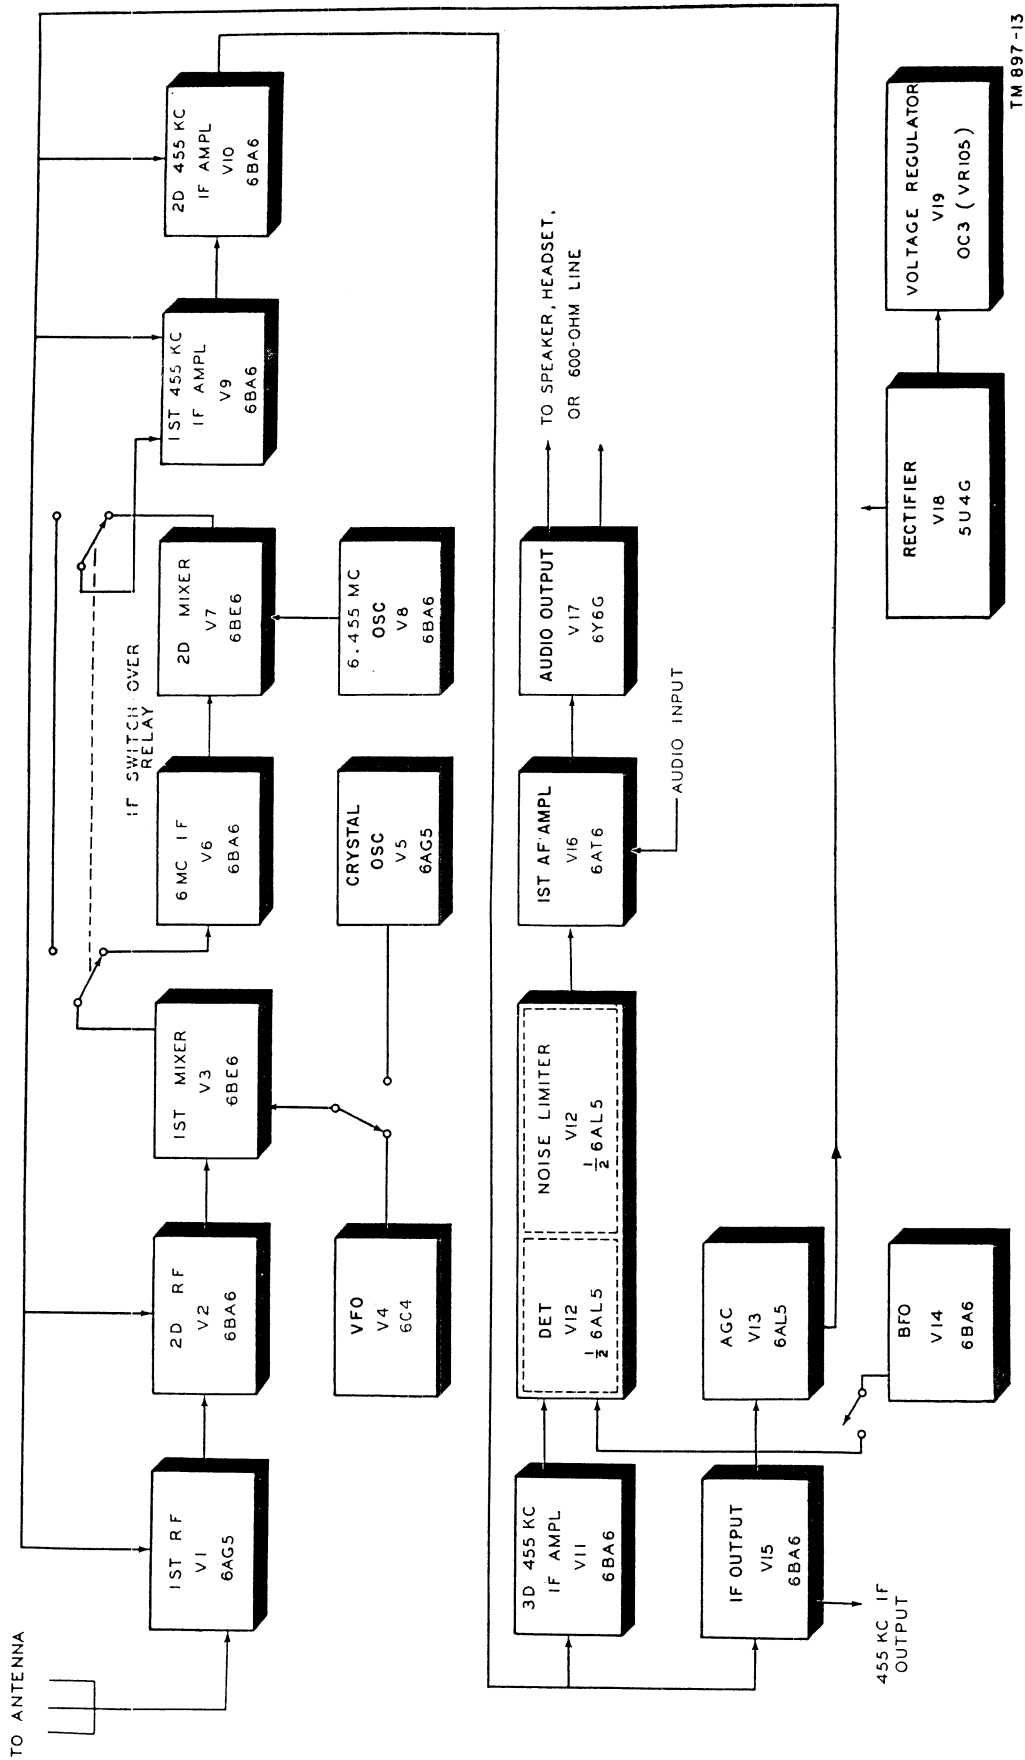 TO ANTENNA
1ST RF
V1
6AG5
2D RF
V2
6BA6
1ST MIXER
V3
6BE6
6MC IF
V6
6BA6
IF SWITCH OVER
RELAY
2D MIXER
V7
6BE6
1ST 455 KC
IF AMPL
V9
6BA6
2D 455 KC
IF AMPL
V10
6BA6
VFO
V4
6C4
CRYSTAL
OSC
V5
6AG5
6.455 MC
OSC
V8
6BA6
3D 455 KC
IF AMPL
V11
6BA6
DET
V12
1/2 6AL5
NOISE LIMITER
V12
1/2 6AL5
1ST AF AMPL
V16
6AT6
AUDIO OUTPUT
V17
6Y6G
TO SPEAKER, HEADSET,
OR 600-OHM LINE
AUDIO INPUT
IF OUTPUT
V15
6BA6
455 KC IF
OUTPUT
AGC
V13
6AL5
BFO
V14
6BA6
RECTIFIER
V18
5U4G
VOLTAGE REGULATOR
V19
OC3 (VR105)
TM 897-13